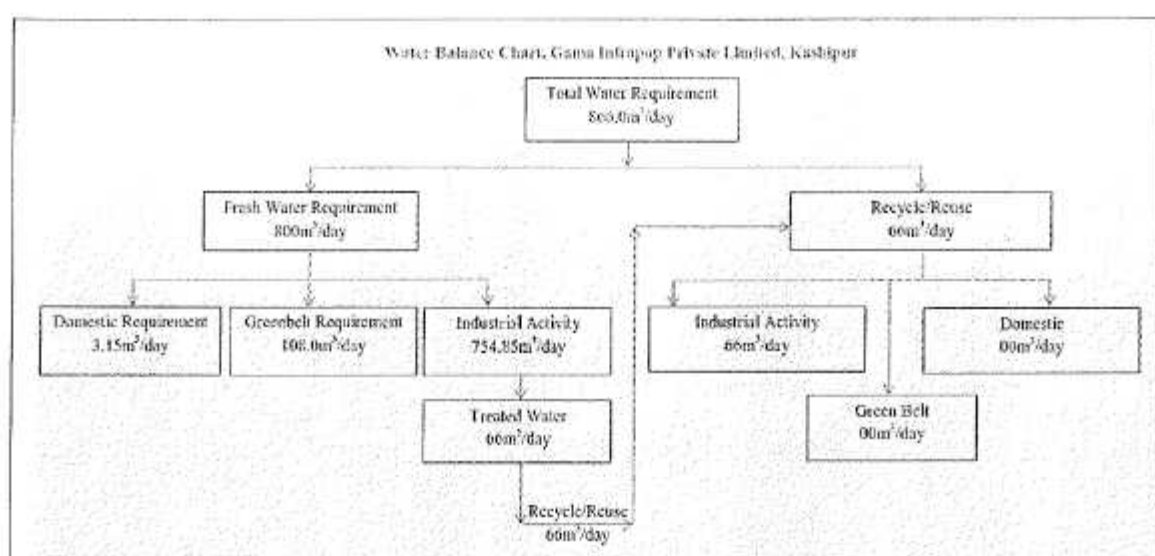 Water Balance Chart, Gama Infraprop Private Limited, Kashipur
Total Water Requirement
866.0m³/day
Fresh Water Requirement
800m³/day
Recycle/Reuse
66m³/day
Domestic Requirement
3.15m³/day
Greenbelt Requirement
108.0m³/day
Industrial Activity
754.85m³/day
Industrial Activity
66m³/day
Domestic
00m³/day
Treated Water
66m³/day
Green Belt
00m³/day
Recycle/Reuse
66m³/day